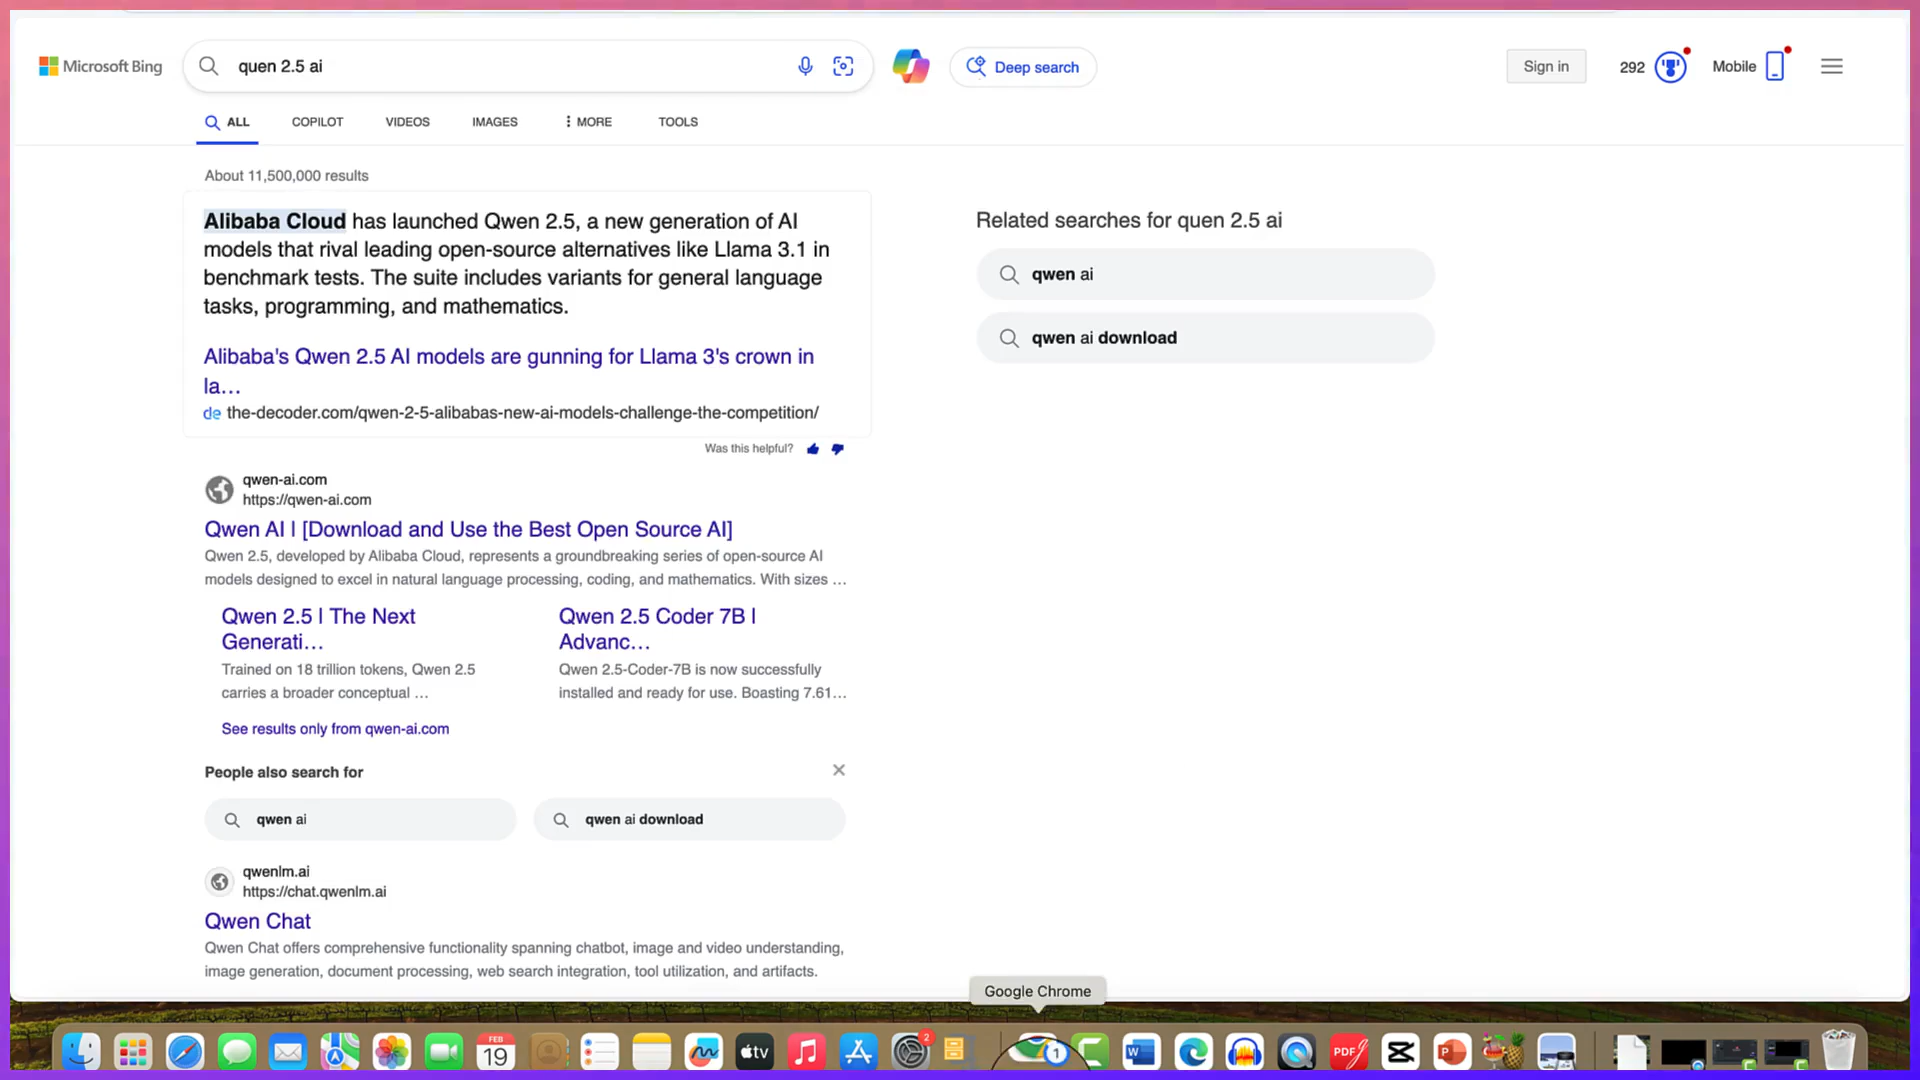 Microsoft Bing
quen 2.5 ai
Deep search
Sign in
292
Mobile
ALL
COPILOT
VIDEOS
IMAGES
MORE
TOOLS
About 11,500,000 results
Alibaba Cloud has launched Qwen 2.5, a new generation of AI
models that rival leading open-source alternatives like Llama 3.1 in
benchmark tests. The suite includes variants for general language
tasks, programming, and mathematics.
Alibaba's Qwen 2.5 AI models are gunning for Llama 3's crown in
la...
de the-decoder.com/qwen-2-5-alibabas-new-ai-models-challenge-the-competition/
Was this helpful?
Related searches for quen 2.5 ai
qwen ai
qwen ai download
qwen-ai.com
https://qwen-ai.com
Qwen AI | [Download and Use the Best Open Source AI]
Qwen 2.5, developed by Alibaba Cloud, represents a groundbreaking series of open-source AI
models designed to excel in natural language processing, coding, and mathematics. With sizes ...
Qwen 2.5 | The Next
Generati...
Trained on 18 trillion tokens, Qwen 2.5
carries a broader conceptual ...
Qwen 2.5 Coder 7B |
Advanc...
Qwen 2.5-Coder-7B is now successfully
installed and ready for use. Boasting 7.61...
See results only from qwen-ai.com
People also search for
qwen ai
qwen ai download
qwenlm.ai
https://chat.qwenlm.ai
Qwen Chat
Qwen Chat offers comprehensive functionality spanning chatbot, image and video understanding,
image generation, document processing, web search integration, tool utilization, and artifacts.
Google Chrome
FEB
19
tv
2
1
W
PDF
P